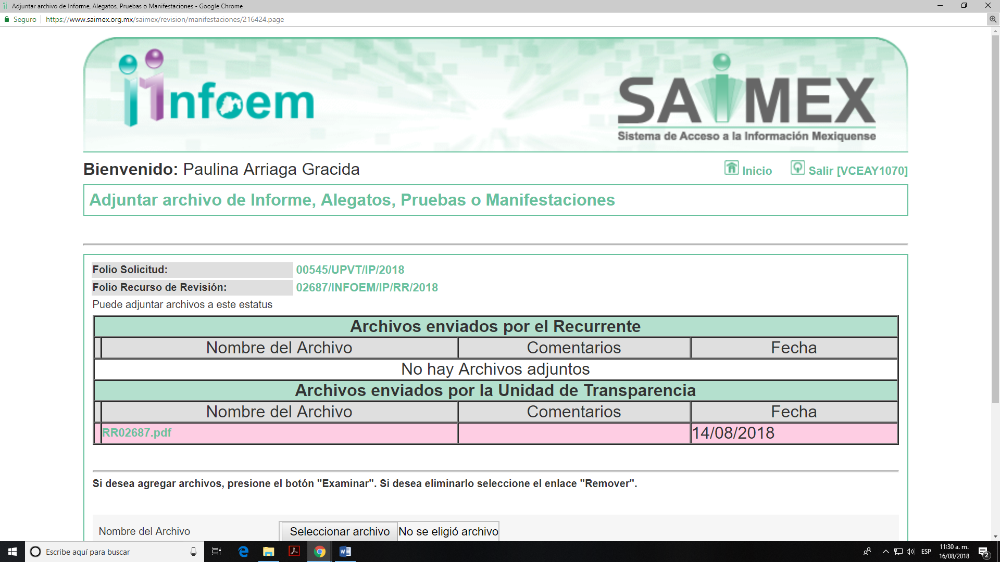 Adjuntar archivo de Informe, Alegatos, Pruebas o Manifestaciones - Google Chrome
Seguro https://www.saimex.org.mx/saimex/revision/manifestaciones/216424.page
infoem
SAiMEX
Sistema de Acceso a la Información Mexiquense
Bienvenido: Paulina Arriaga Gracida
Inicio
Salir [VCEAY1070]
Adjuntar archivo de Informe, Alegatos, Pruebas o Manifestaciones
Folio Solicitud: 00545/UPVT/IP/2018
Folio Recurso de Revisión: 02687/INFOEM/IP/RR/2018
Puede adjuntar archivos a este estatus
Archivos enviados por el Recurrente
Nombre del Archivo Comentarios Fecha
No hay Archivos adjuntos
Archivos enviados por la Unidad de Transparencia
Nombre del Archivo Comentarios Fecha
RR02687.pdf 14/08/2018
Si desea agregar archivos, presione el botón "Examinar". Si desea eliminarlo seleccione el enlace "Remover".
Nombre del Archivo Seleccionar archivo No se eligió archivo
Escribe aquí para buscar
ESP
11:30 a. m.
16/08/2018
2